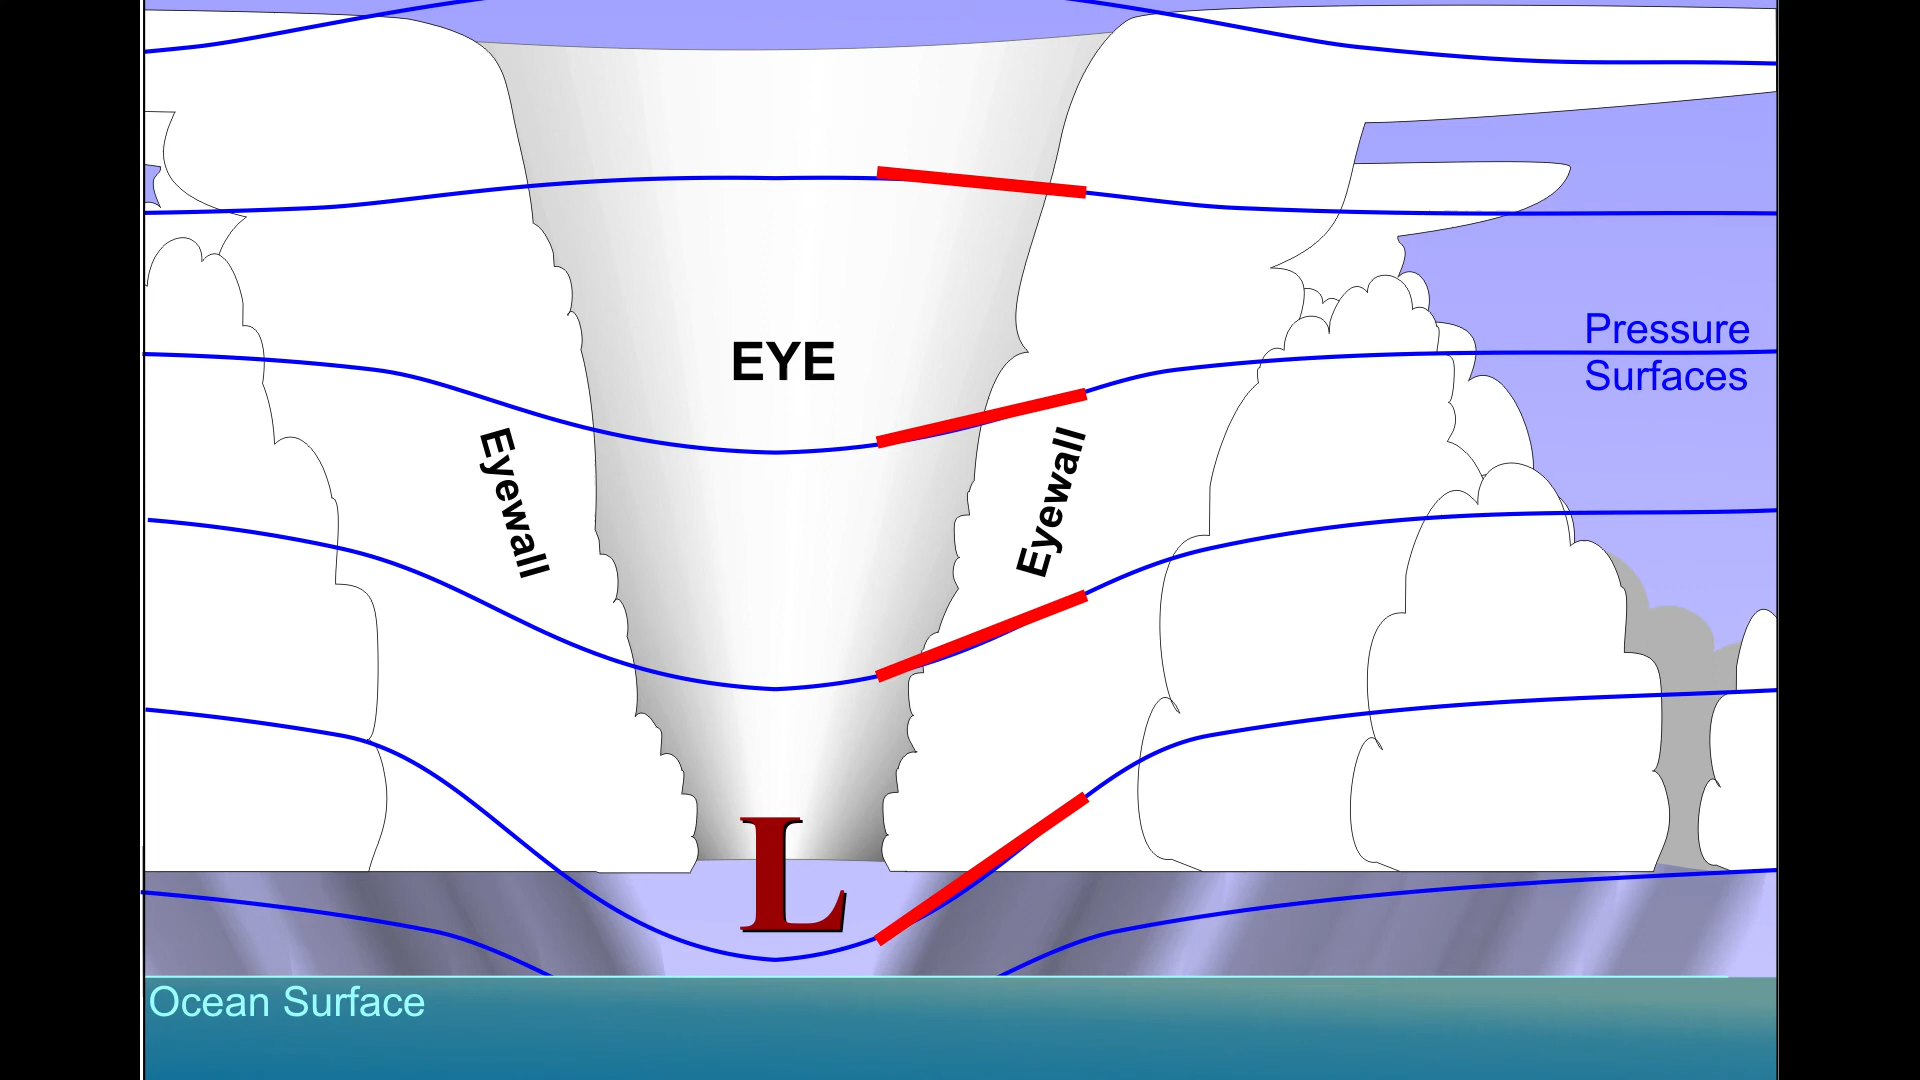 Pressure
Surfaces
EYE
Eyewall
Eyewall
L
Ocean Surface